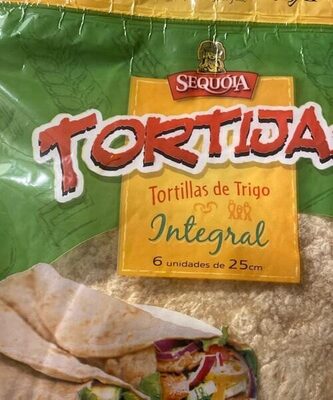 SEQUOIA
TORTIJA
Tortillas de Trigo
Integral
6 unidades de 25cm